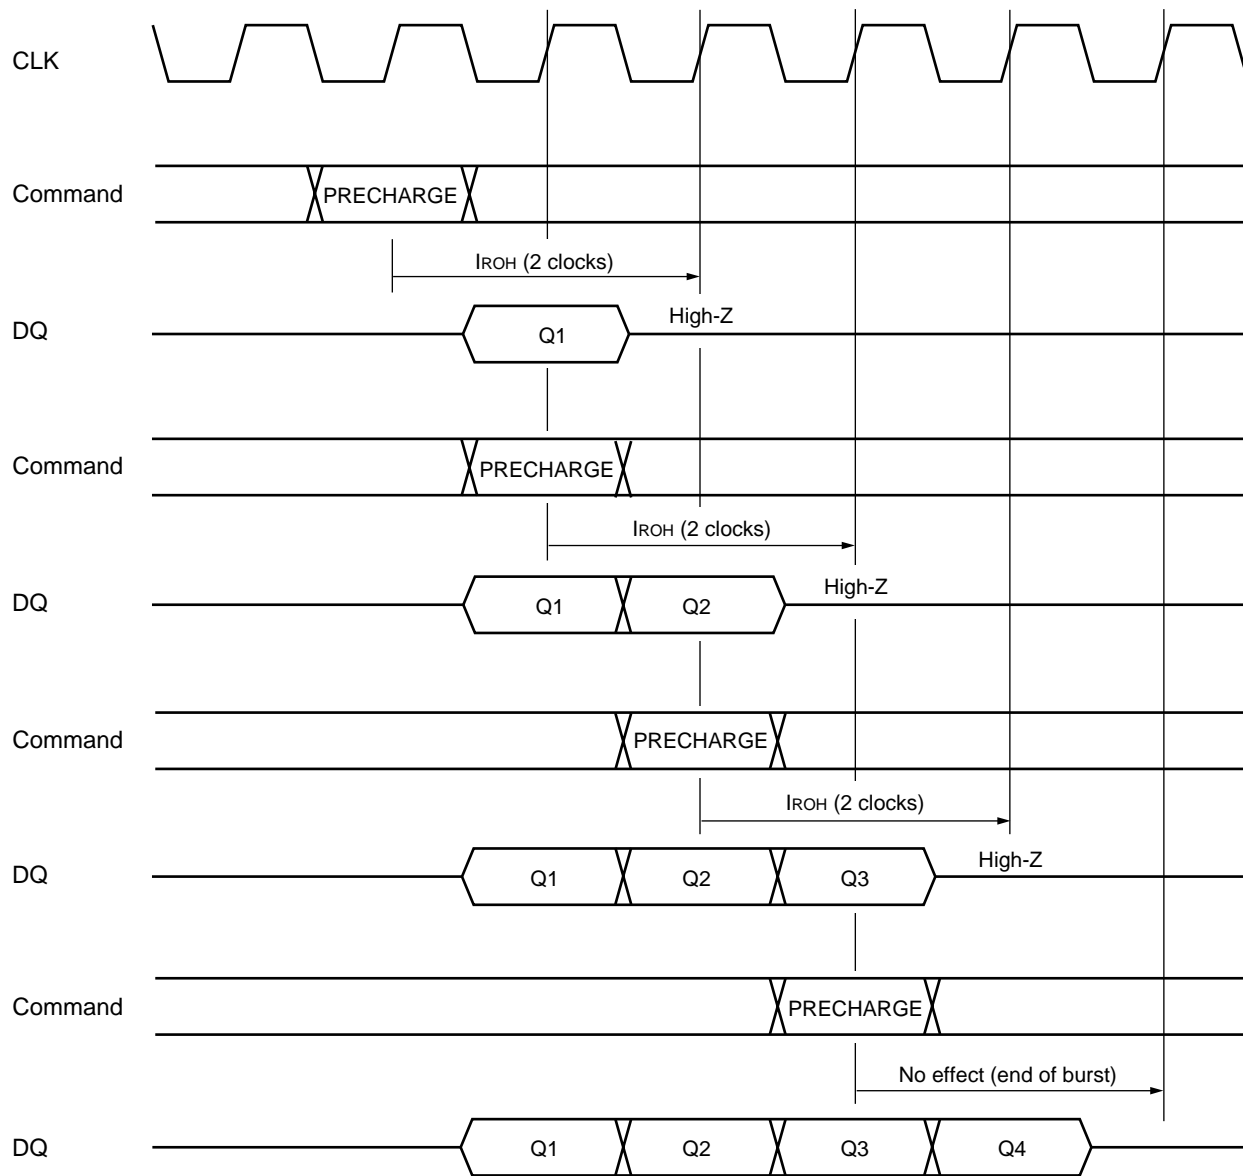 CLK
Command PRECHARGE
IROH (2 clocks)
DQ Q1 High-Z
Command PRECHARGE
IROH (2 clocks)
DQ Q1 Q2 High-Z
Command PRECHARGE
IROH (2 clocks)
DQ Q1 Q2 Q3 High-Z
Command PRECHARGE
No effect (end of burst)
DQ Q1 Q2 Q3 Q4